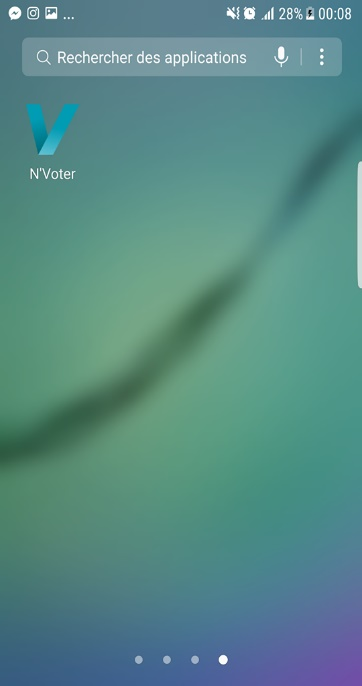 ... 28% 00:08
Rechercher des applications
N'Voter